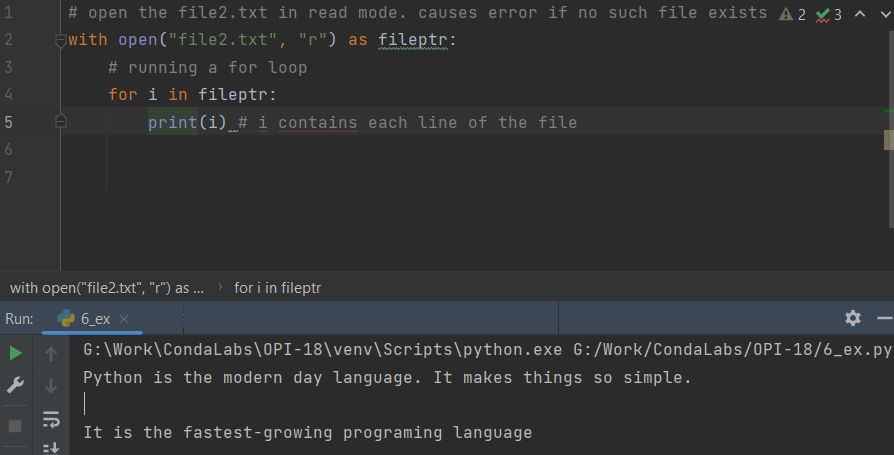 # open the file2.txt in read mode. causes error if no such file exists 2 3
1
2 with open("file2.txt", "r") as fileptr:
3 # running a for loop
4 for i in fileptr:
5 print(i) # i contains each line of the file
6
7
with open("file2.txt", "r") as ... › for i in fileptr
Run: 6_ex ×
G:\Work\CondaLabs\OPI-18\venv\Scripts\python.exe G:/Work/CondaLabs/OPI-18/6_ex.py
Python is the modern day language. It makes things so simple.
It is the fastest-growing programing language